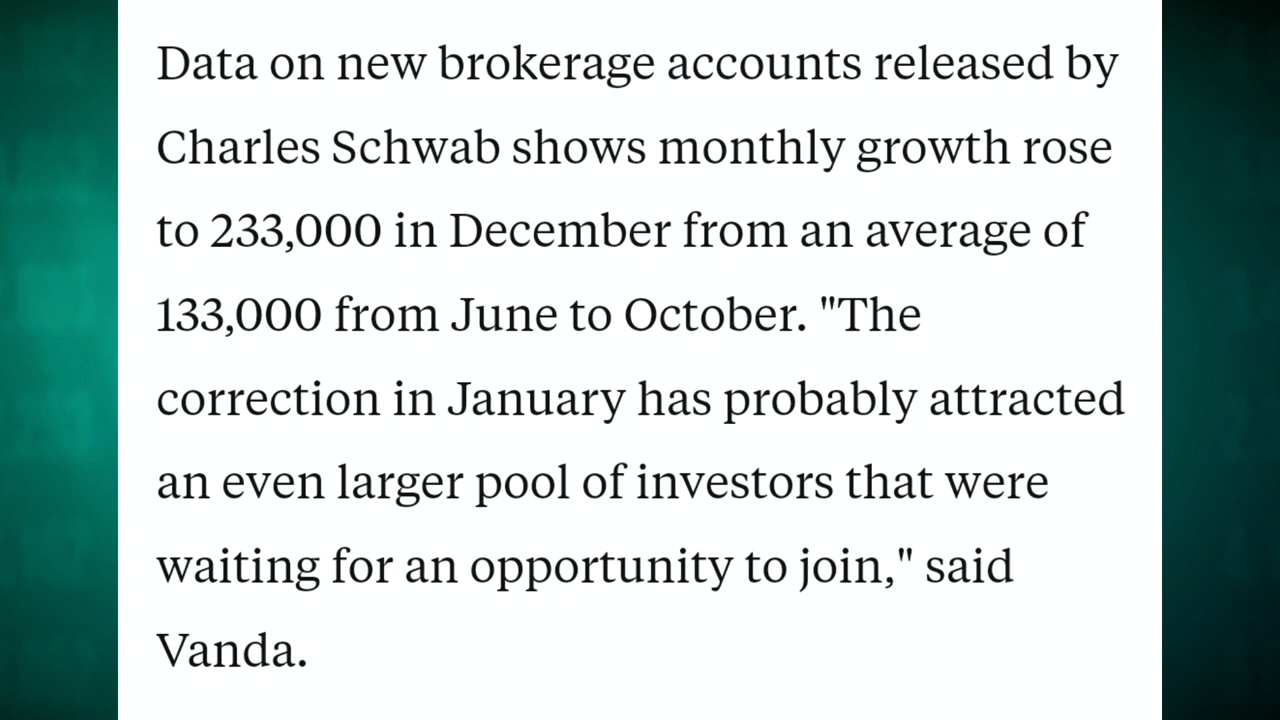 Data on new brokerage accounts released by
Charles Schwab shows monthly growth rose
to 233,000 in December from an average of
133,000 from June to October. "The
correction in January has probably attracted
an even larger pool of investors that were
waiting for an opportunity to join," said
Vanda.